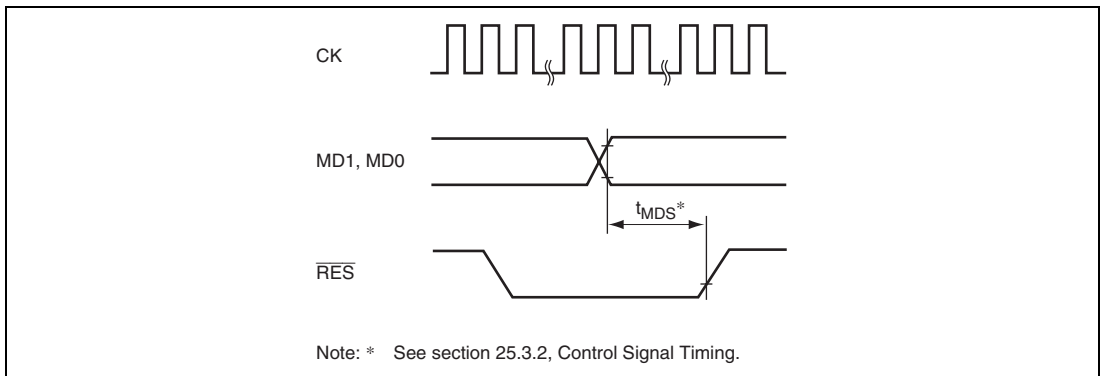 CK
MD1, MD0
tMDS*
RES
Note: * See section 25.3.2, Control Signal Timing.